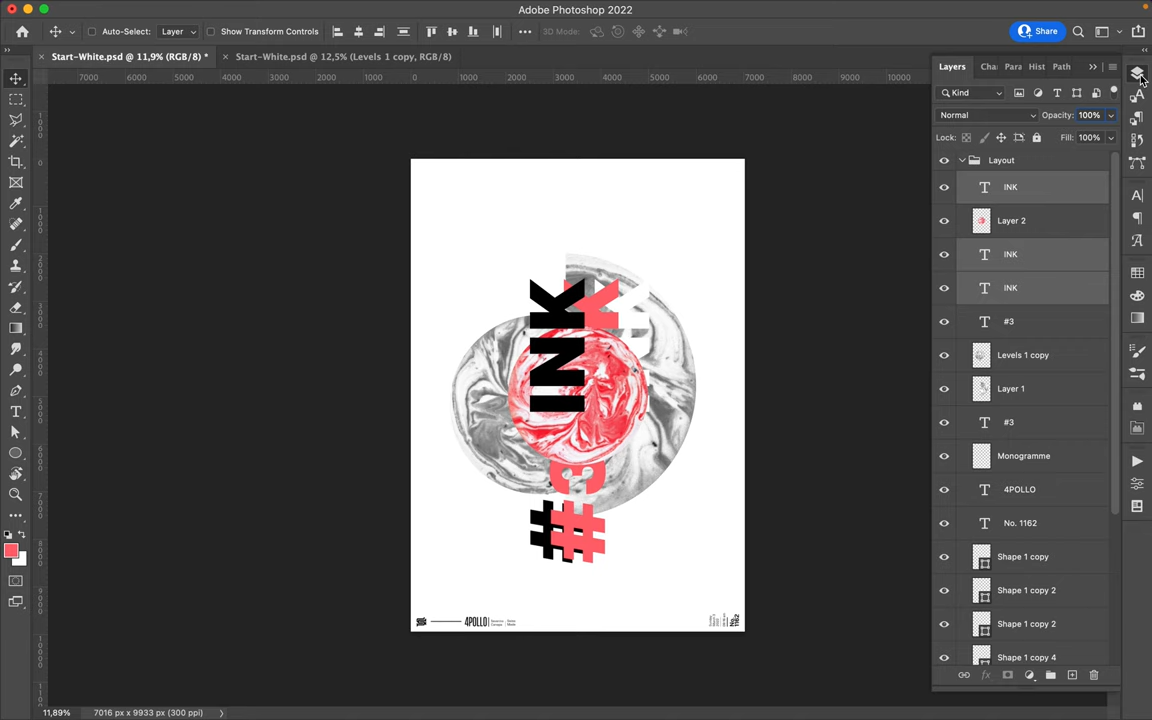 Adobe Photoshop 2022
Auto-Select:
Layer
Show Transform Controls
3D Mode:
Share
Start-White.psd @ 11,9% (RGB/8) *
Start-White.psd @ 12,5% (Levels 1 copy, RGB/8)
7000
6000
5000
4000
3000
2000
1000
0
1000
2000
3000
4000
5000
6000
7000
8000
9000
10000
Layers
Para
Hist
Path
Kind
Normal
Opacity:
100%
Lock:
Fill:
100%
Layout
INK
Layer 2
INK
INK
#3
Levels 1 copy
Layer 1
#3
Monogramme
4POLLO
No. 1162
Shape 1 copy
Shape 1 copy 2
Shape 1 copy 2
Shape 1 copy 4
INK
#3
4POLLO
No. 1162
11,89%
7016 px x 9933 px (300 ppi)